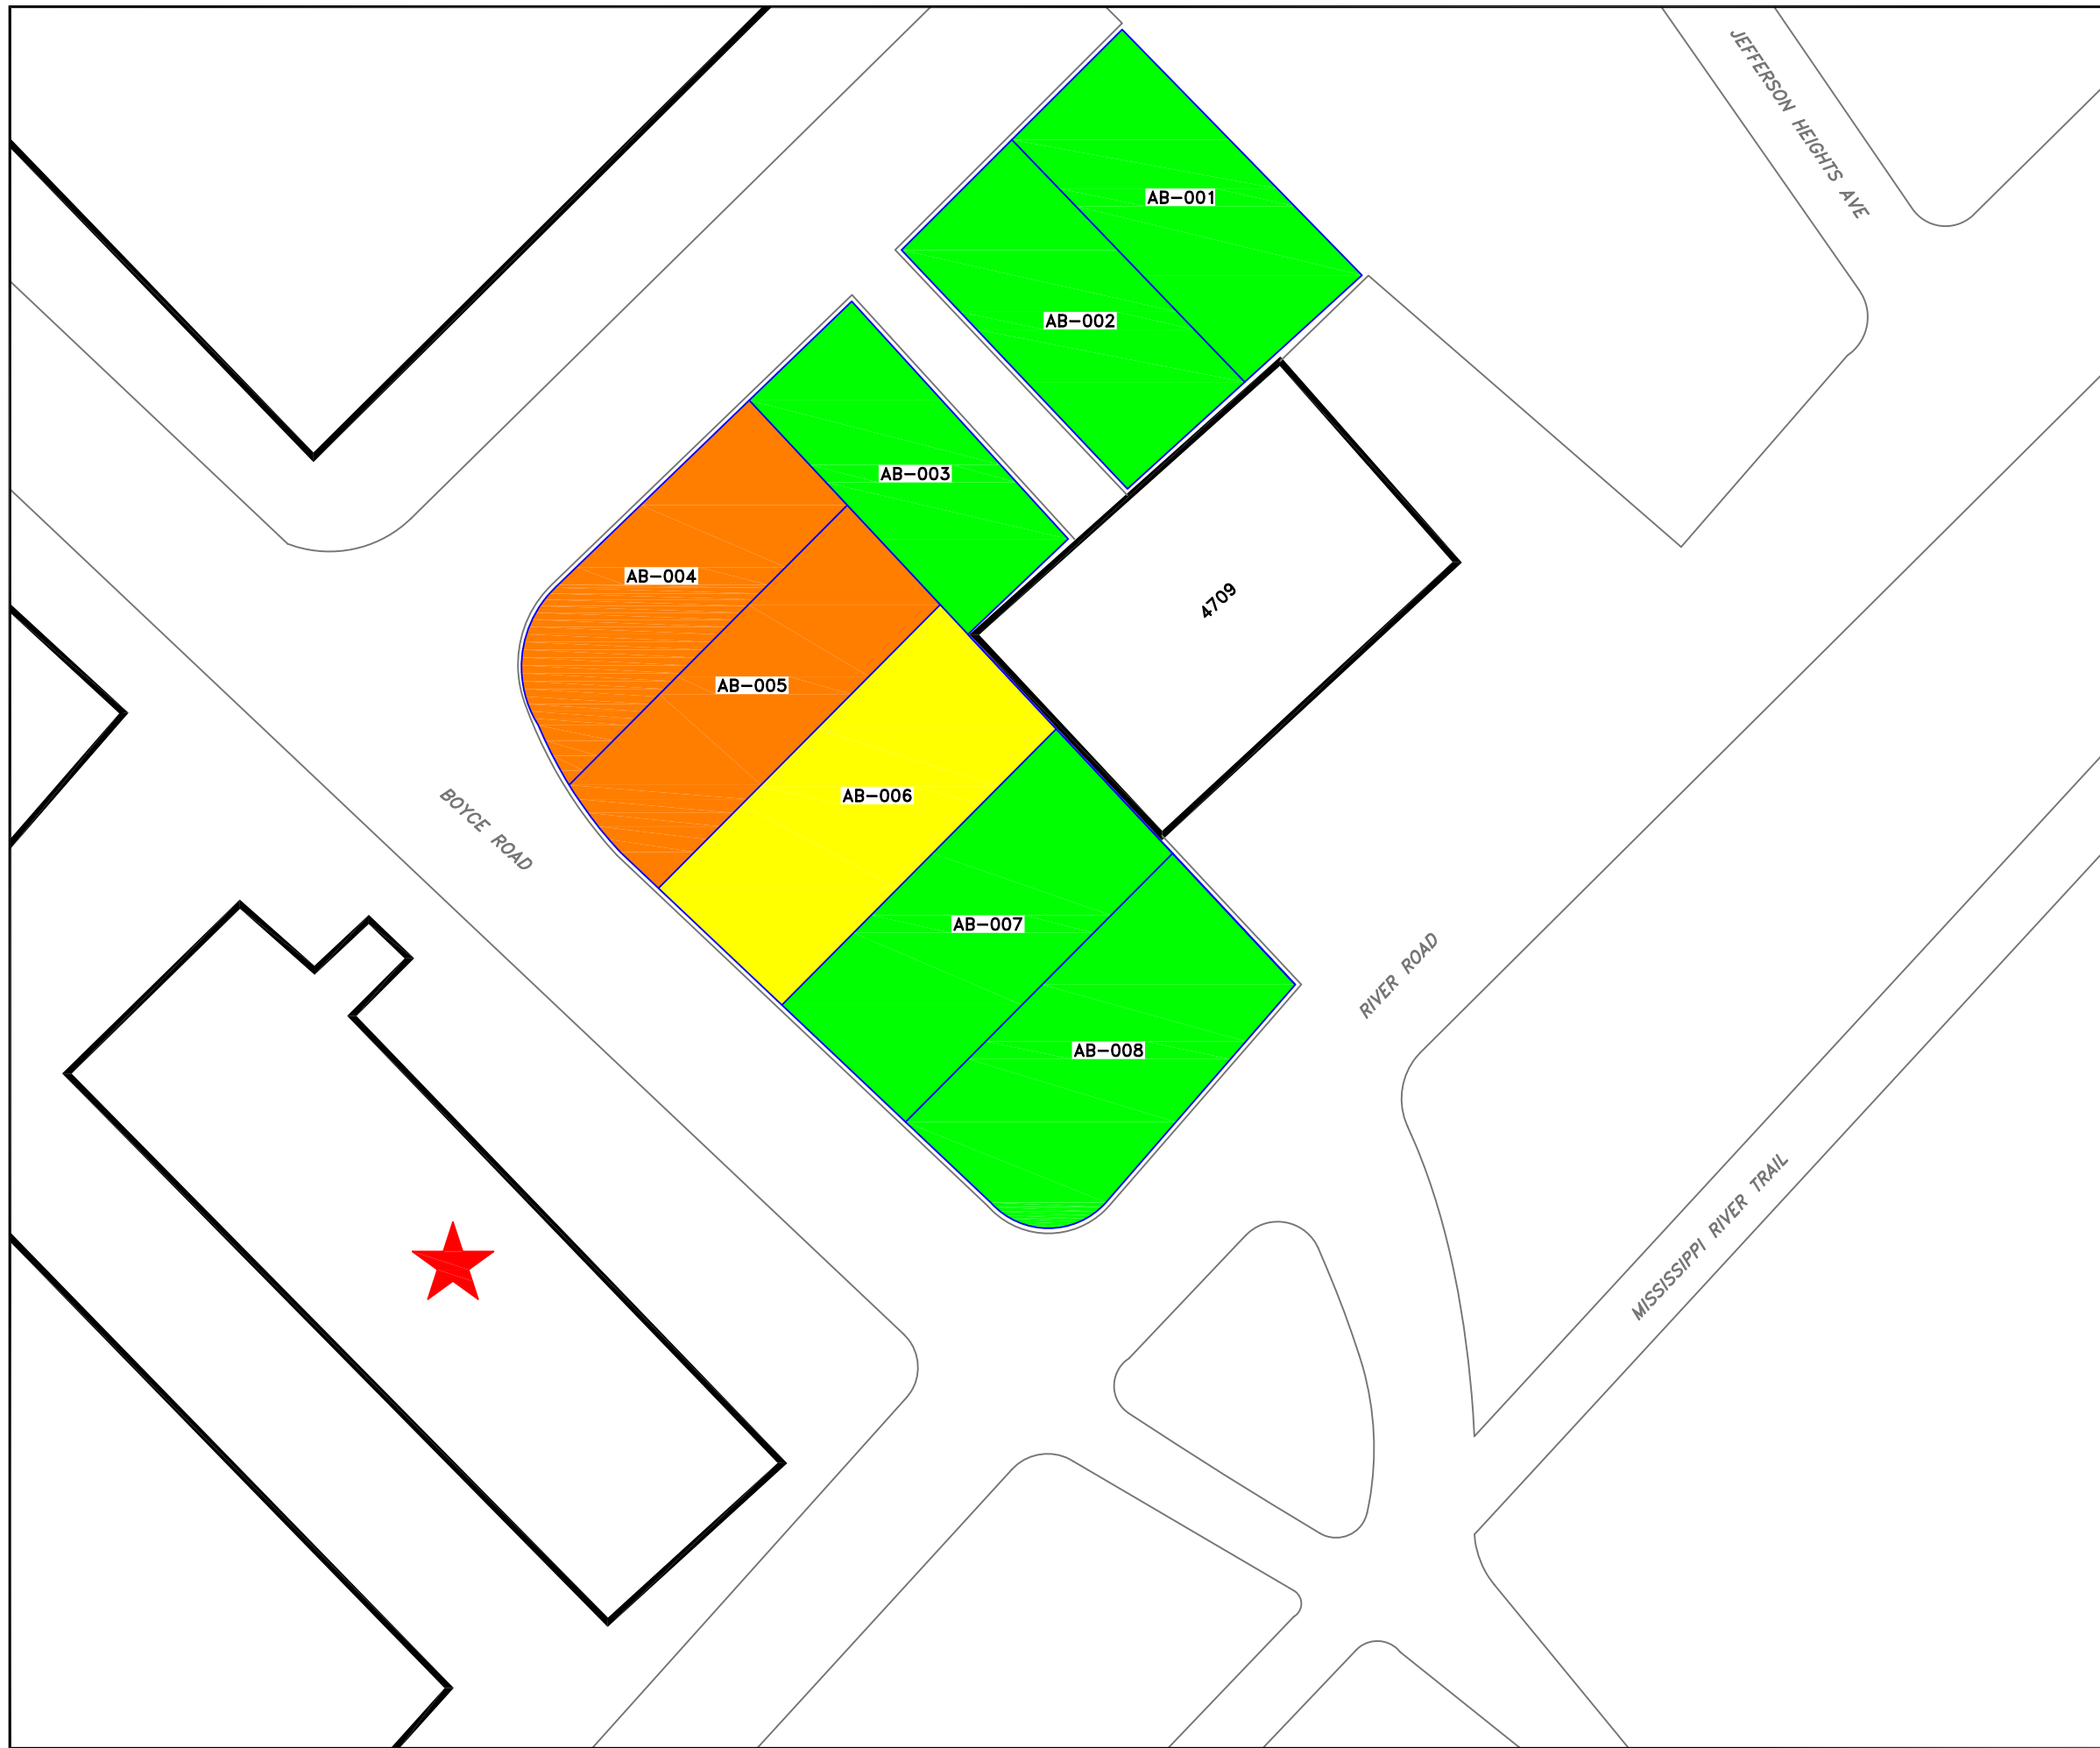 JEFFERSON HEIGHTS AVE
AB-001
AB-002
AB-003
AB-004
4709
AB-005
AB-006
BOYCE ROAD
AB-007
RIVER ROAD
AB-008
MISSISSIPPI RIVER TRAIL